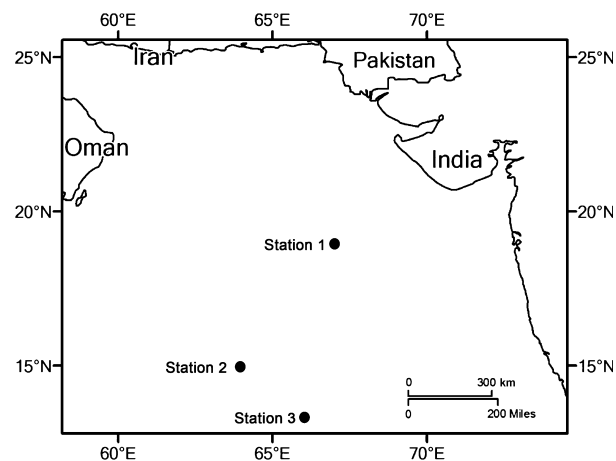 60°E 65°E 70°E
25°N 25°N
Iran
Pakistan
Oman
India
20°N 20°N
Station 1
15°N 15°N
Station 2
0 300 km
0 200 Miles
Station 3
60°E 65°E 70°E